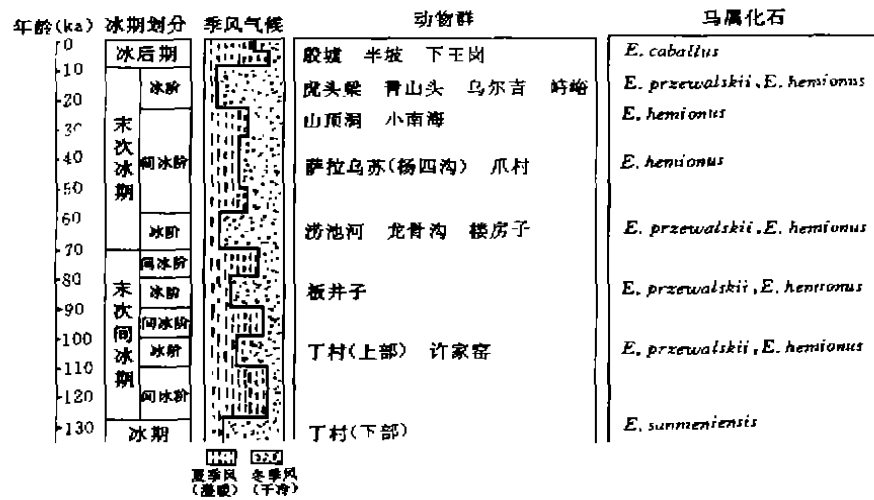 年龄(ka) 冰期划分 季风气候 动物群 马属化石
0 冰后期 殷墟 半坡 下王岗 E. caballus
10
20 冰阶 虎头梁 青山头 乌尔吉 峙峪 E. przewalskii、E. hemionus
30 山顶洞 小南海 E. hemionus
末次冰期
40 间冰阶 萨拉乌苏(杨四沟) 爪村 E. hemionus
50
60 冰阶 涝池河 龙骨沟 楼房子 E. przewalskii、E. hemionus
70 间冰阶
80 冰阶 板井子 E. przewalskii、E. hemionus
末次间冰期
90 间冰阶
100 冰阶 丁村(上部) 许家窑 E. przewalskii、E. hemionus
110
120 间冰阶
130 冰期 丁村(下部) E. sanmeniensis
夏季风 冬季风
(湿暖) (干冷)